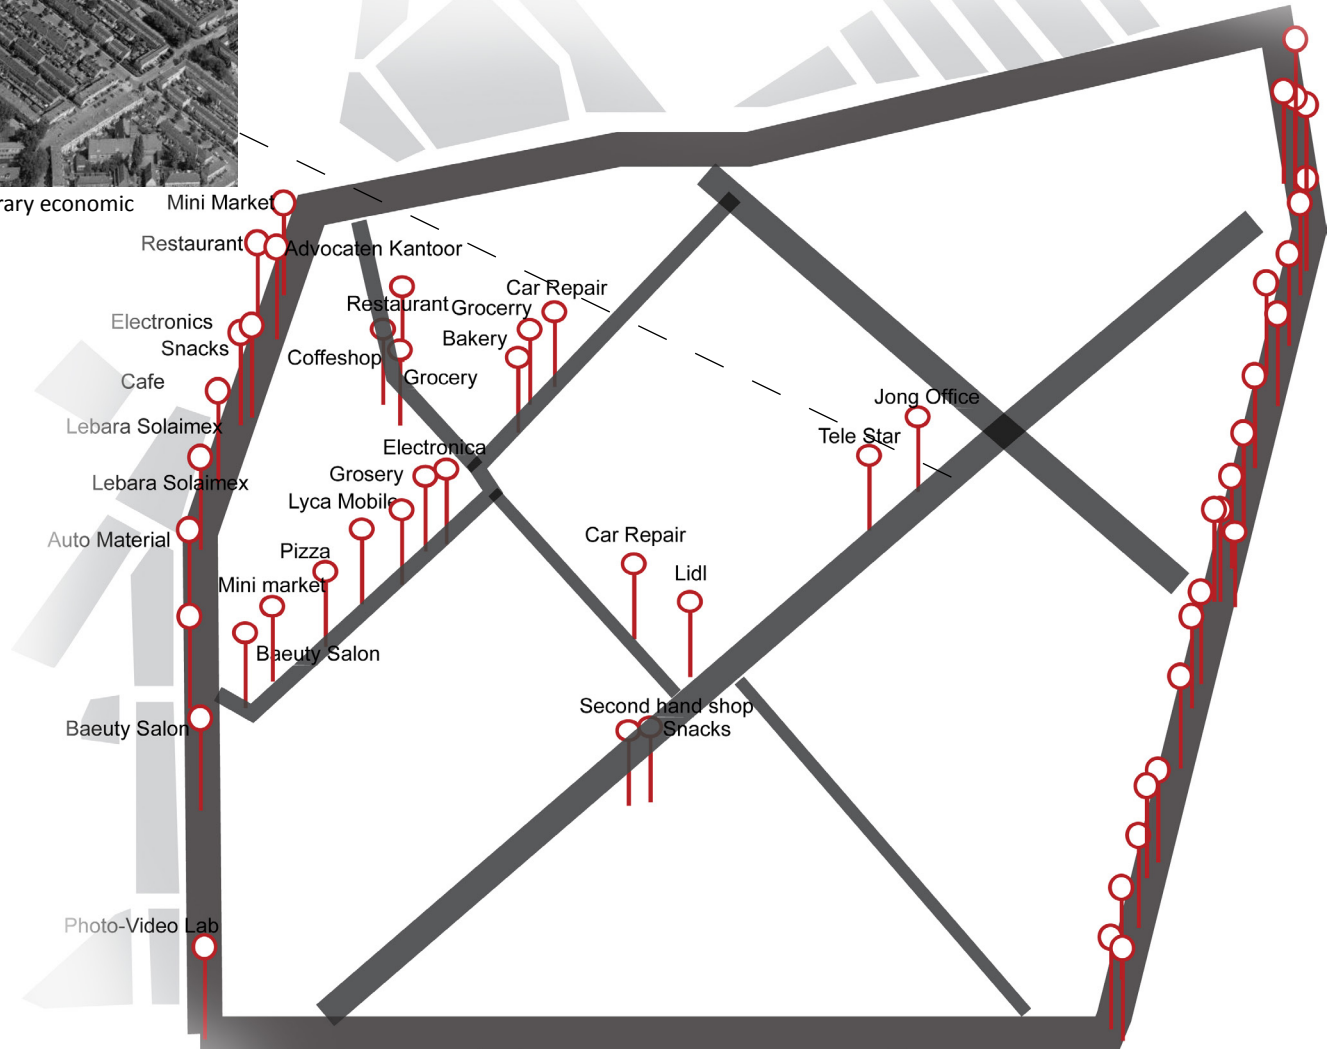 rary economic
Mini Market
Restaurant
Advocaten Kantoor
Car Repair
Restaurant
Grocerry
Electronics
Bakery
Snacks
Coffeshop
Grocery
Cafe
Jong Office
Lebara Solaimex
Tele Star
Electronica
Grosery
Lebara Solaimex
Lyca Mobile
Auto Material
Car Repair
Pizza
Lidl
Mini market
Baeuty Salon
Second hand shop
Baeuty Salon
Snacks
Photo-Video Lab